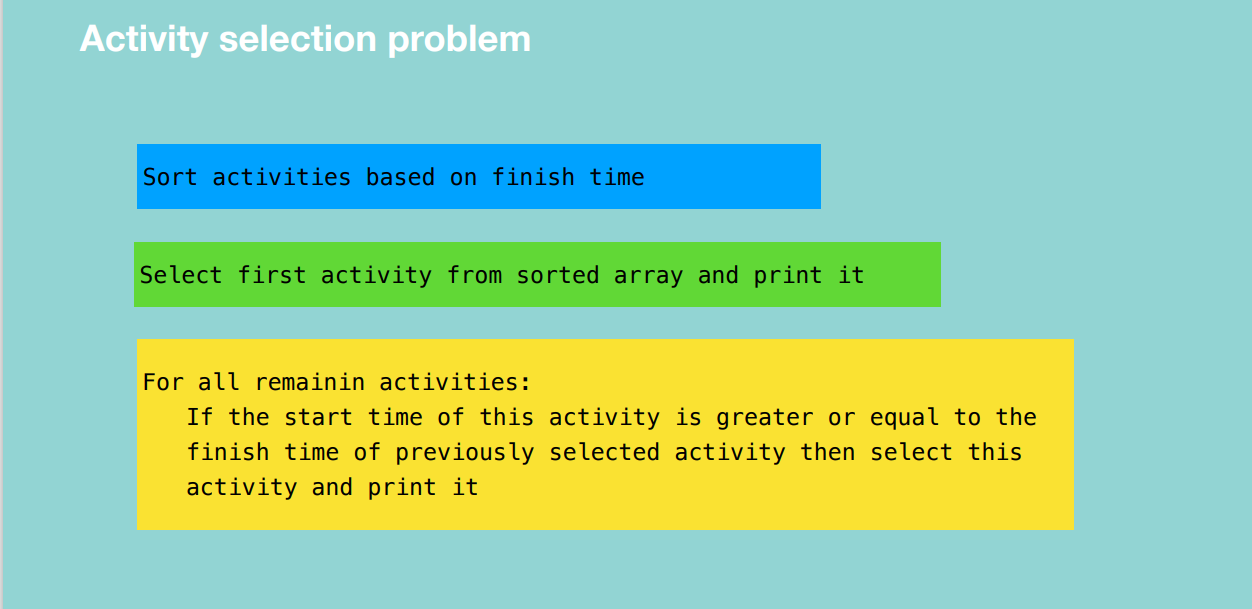 Activity selection problem
Sort activities based on finish time
Select first activity from sorted array and print it
For all remainin activities:
If the start time of this activity is greater or equal to the
finish time of previously selected activity then select this
activity and print it